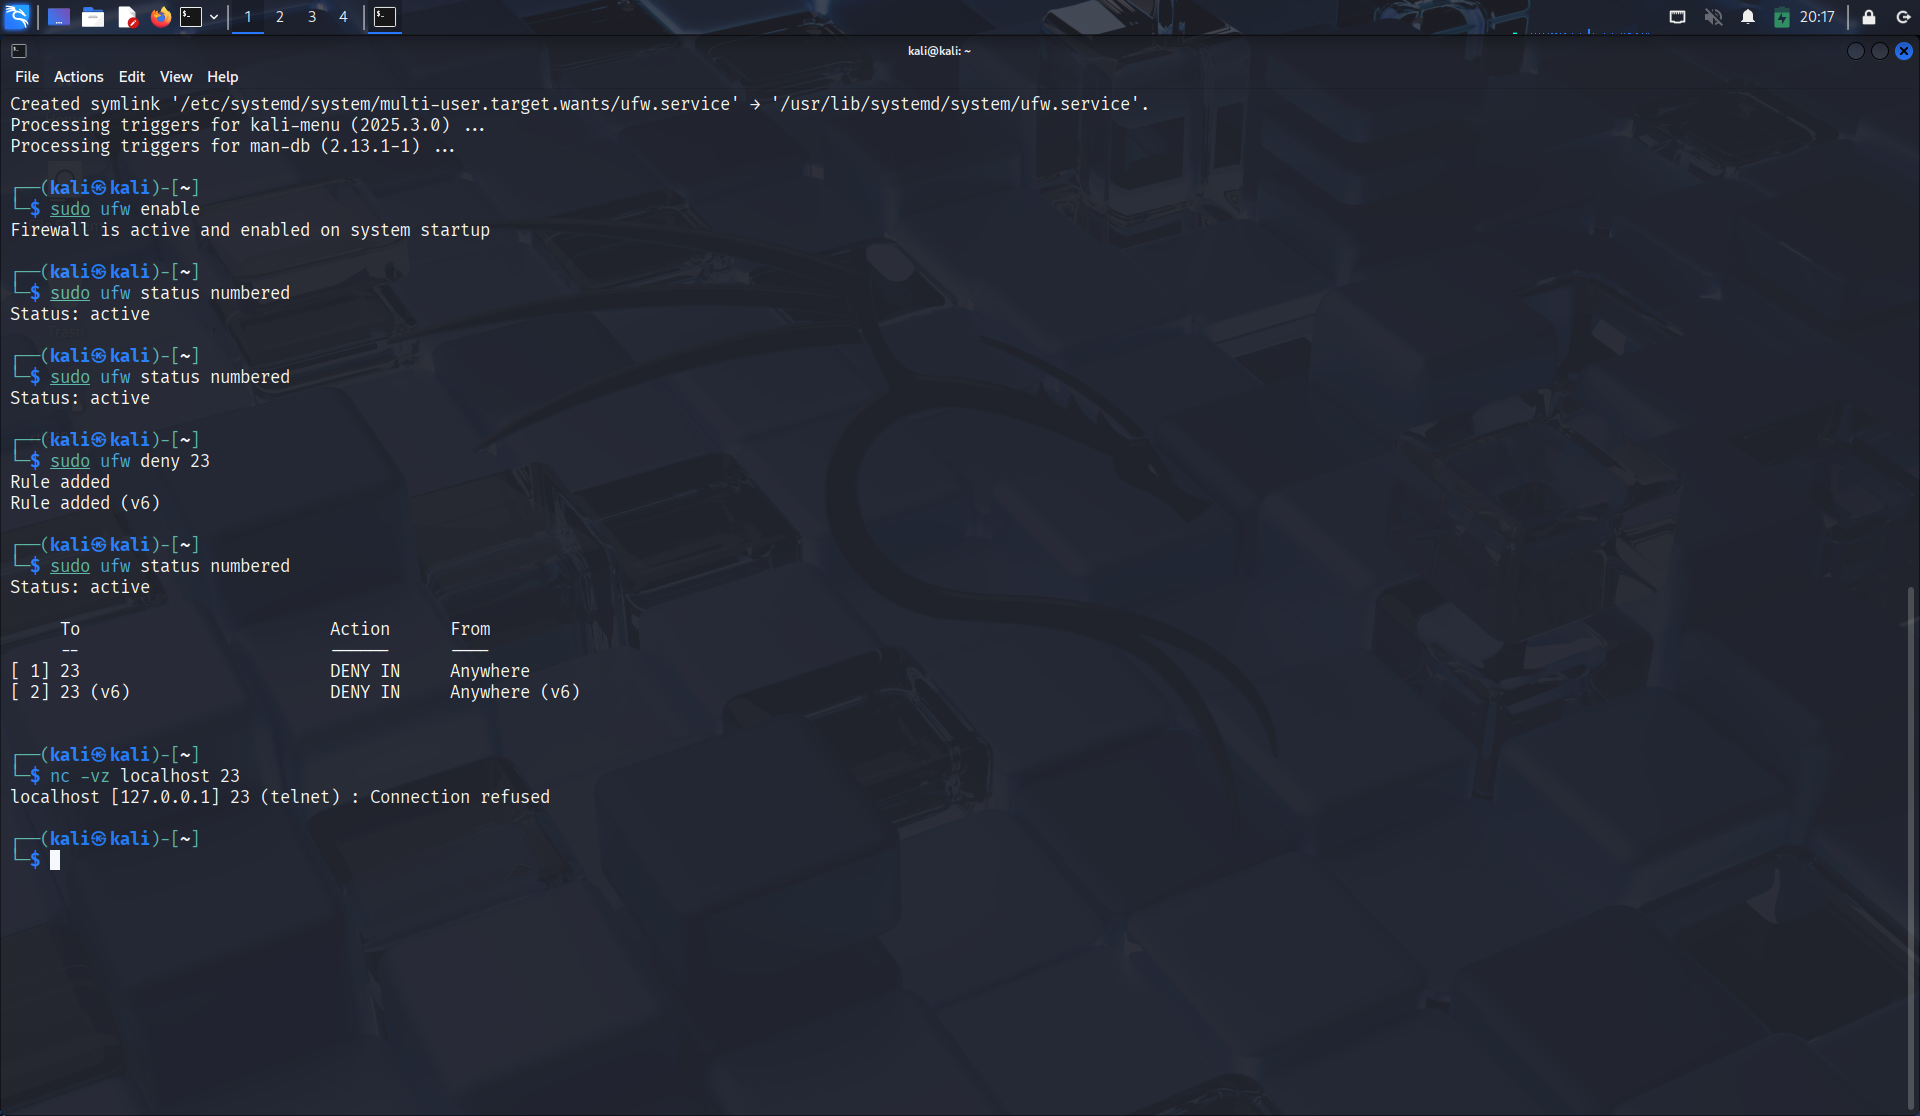 1 2 3 4 20:17
kali@kali: ~
File Actions Edit View Help
Created symlink '/etc/systemd/system/multi-user.target.wants/ufw.service' → '/usr/lib/systemd/system/ufw.service'.
Processing triggers for kali-menu (2025.3.0) ...
Processing triggers for man-db (2.13.1-1) ...
┌──(kali㉿kali)-[~]
└─$ sudo ufw enable
Firewall is active and enabled on system startup
┌──(kali㉿kali)-[~]
└─$ sudo ufw status numbered
Status: active
┌──(kali㉿kali)-[~]
└─$ sudo ufw status numbered
Status: active
┌──(kali㉿kali)-[~]
└─$ sudo ufw deny 23
Rule added
Rule added (v6)
┌──(kali㉿kali)-[~]
└─$ sudo ufw status numbered
Status: active
To Action From
-- ------ ----
[ 1] 23 DENY IN Anywhere
[ 2] 23 (v6) DENY IN Anywhere (v6)
┌──(kali㉿kali)-[~]
└─$ nc -vz localhost 23
localhost [127.0.0.1] 23 (telnet) : Connection refused
┌──(kali㉿kali)-[~]
└─$